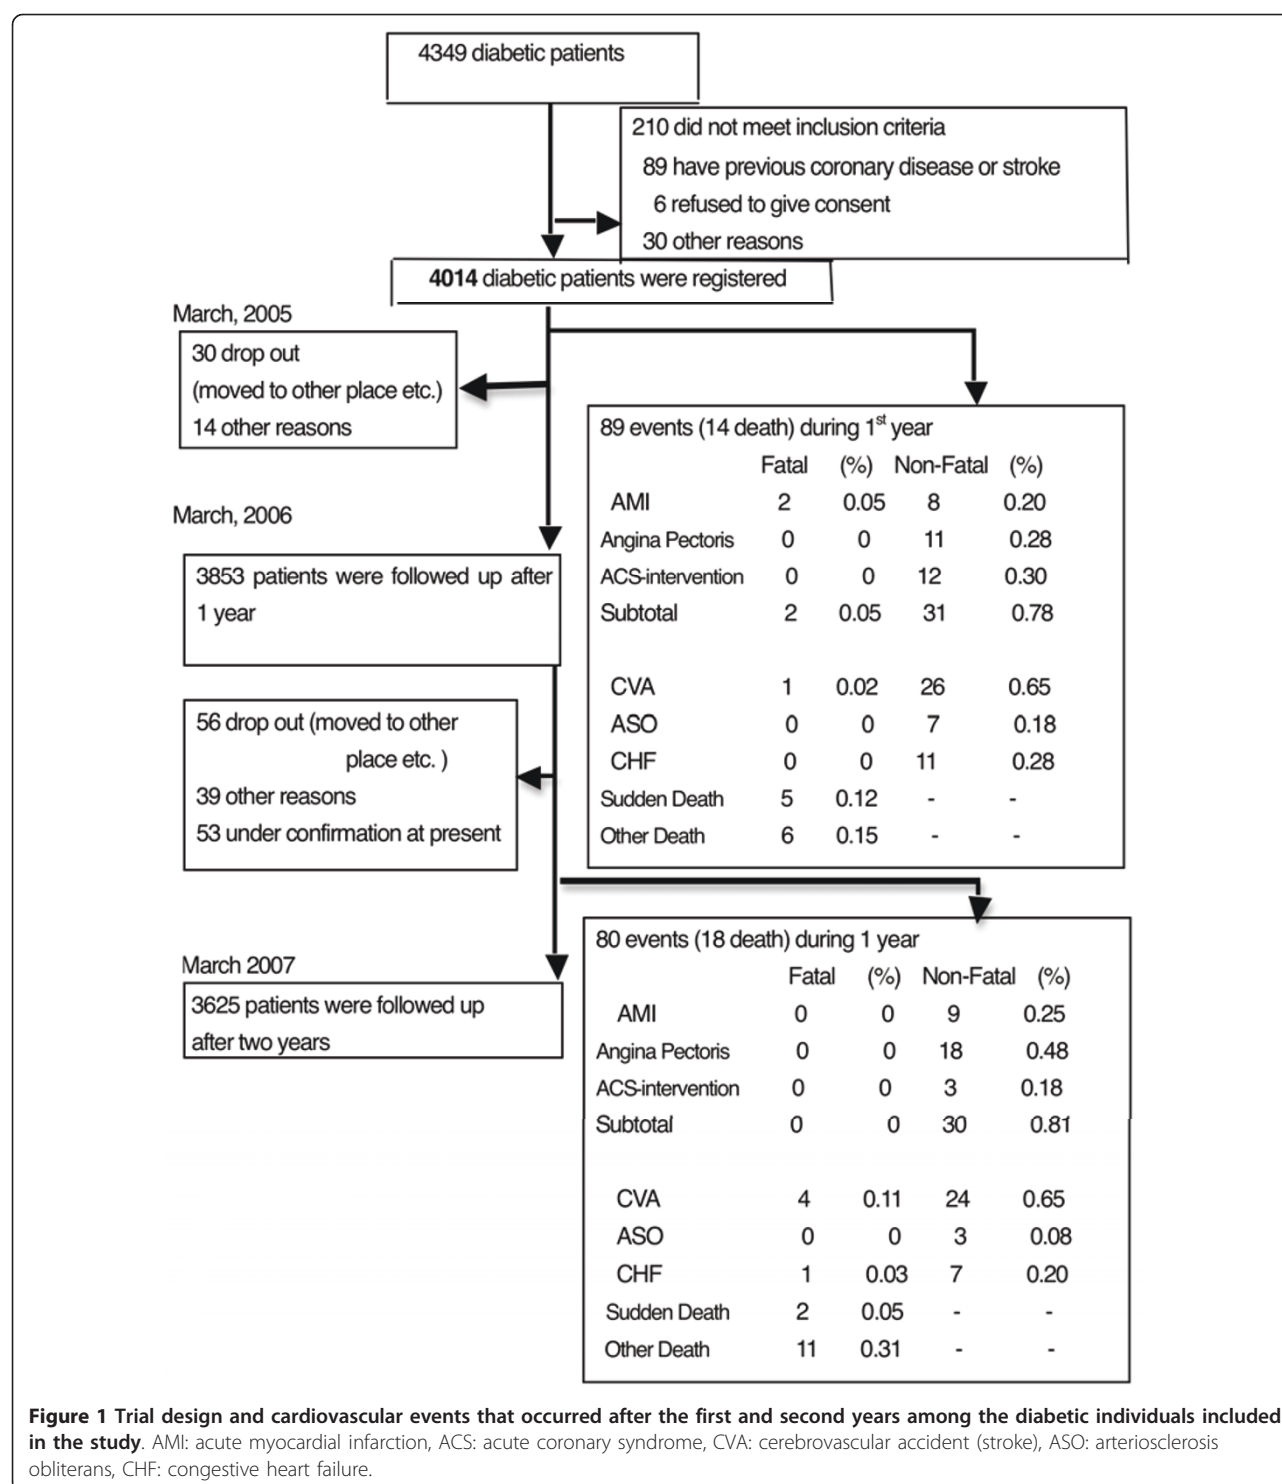 4349 diabetic patients
210 did not meet inclusion criteria
89 have previous coronary disease or stroke
6 refused to give consent
30 other reasons
4014 diabetic patients were registered
March, 2005
30 drop out
(moved to other place etc.)
14 other reasons
89 events (14 death) during 1st year
Fatal (%) Non-Fatal (%)
AMI 2 0.05 8 0.20
Angina Pectoris 0 0 11 0.28
ACS-intervention 0 0 12 0.30
Subtotal 2 0.05 31 0.78
CVA 1 0.02 26 0.65
ASO 0 0 7 0.18
CHF 0 0 11 0.28
Sudden Death 5 0.12 - -
Other Death 6 0.15 - -
March, 2006
3853 patients were followed up after
1 year
56 drop out (moved to other
place etc. )
39 other reasons
53 under confirmation at present
80 events (18 death) during 1 year
Fatal (%) Non-Fatal (%)
AMI 0 0 9 0.25
Angina Pectoris 0 0 18 0.48
ACS-intervention 0 0 3 0.18
Subtotal 0 0 30 0.81
CVA 4 0.11 24 0.65
ASO 0 0 3 0.08
CHF 1 0.03 7 0.20
Sudden Death 2 0.05 - -
Other Death 11 0.31 - -
March 2007
3625 patients were followed up
after two years
Figure 1 Trial design and cardiovascular events that occurred after the first and second years among the diabetic individuals included
in the study. AMI: acute myocardial infarction, ACS: acute coronary syndrome, CVA: cerebrovascular accident (stroke), ASO: arteriosclerosis
obliterans, CHF: congestive heart failure.